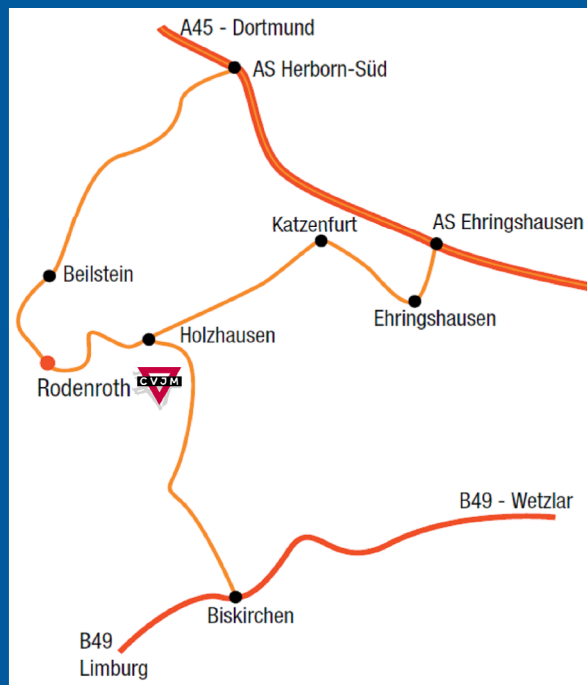 A45 - Dortmund
AS Herborn-Süd
Katzenfurt
AS Ehringshausen
Beilstein
Ehringshausen
Holzhausen
Rodenroth
CVJM
B49 - Wetzlar
Biskirchen
B49
Limburg